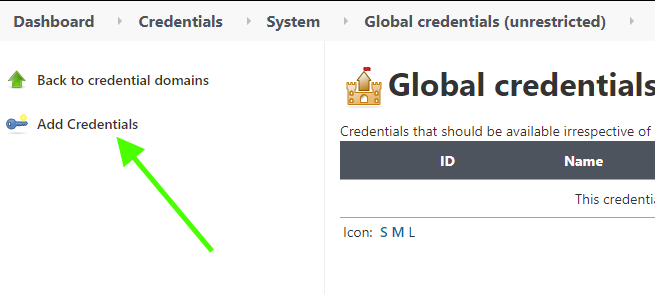 Dashboard Credentials System Global credentials (unrestricted)
Back to credential domains
Add Credentials
Global credentials
Credentials that should be available irrespective of
ID Name
This
Icon: S M L